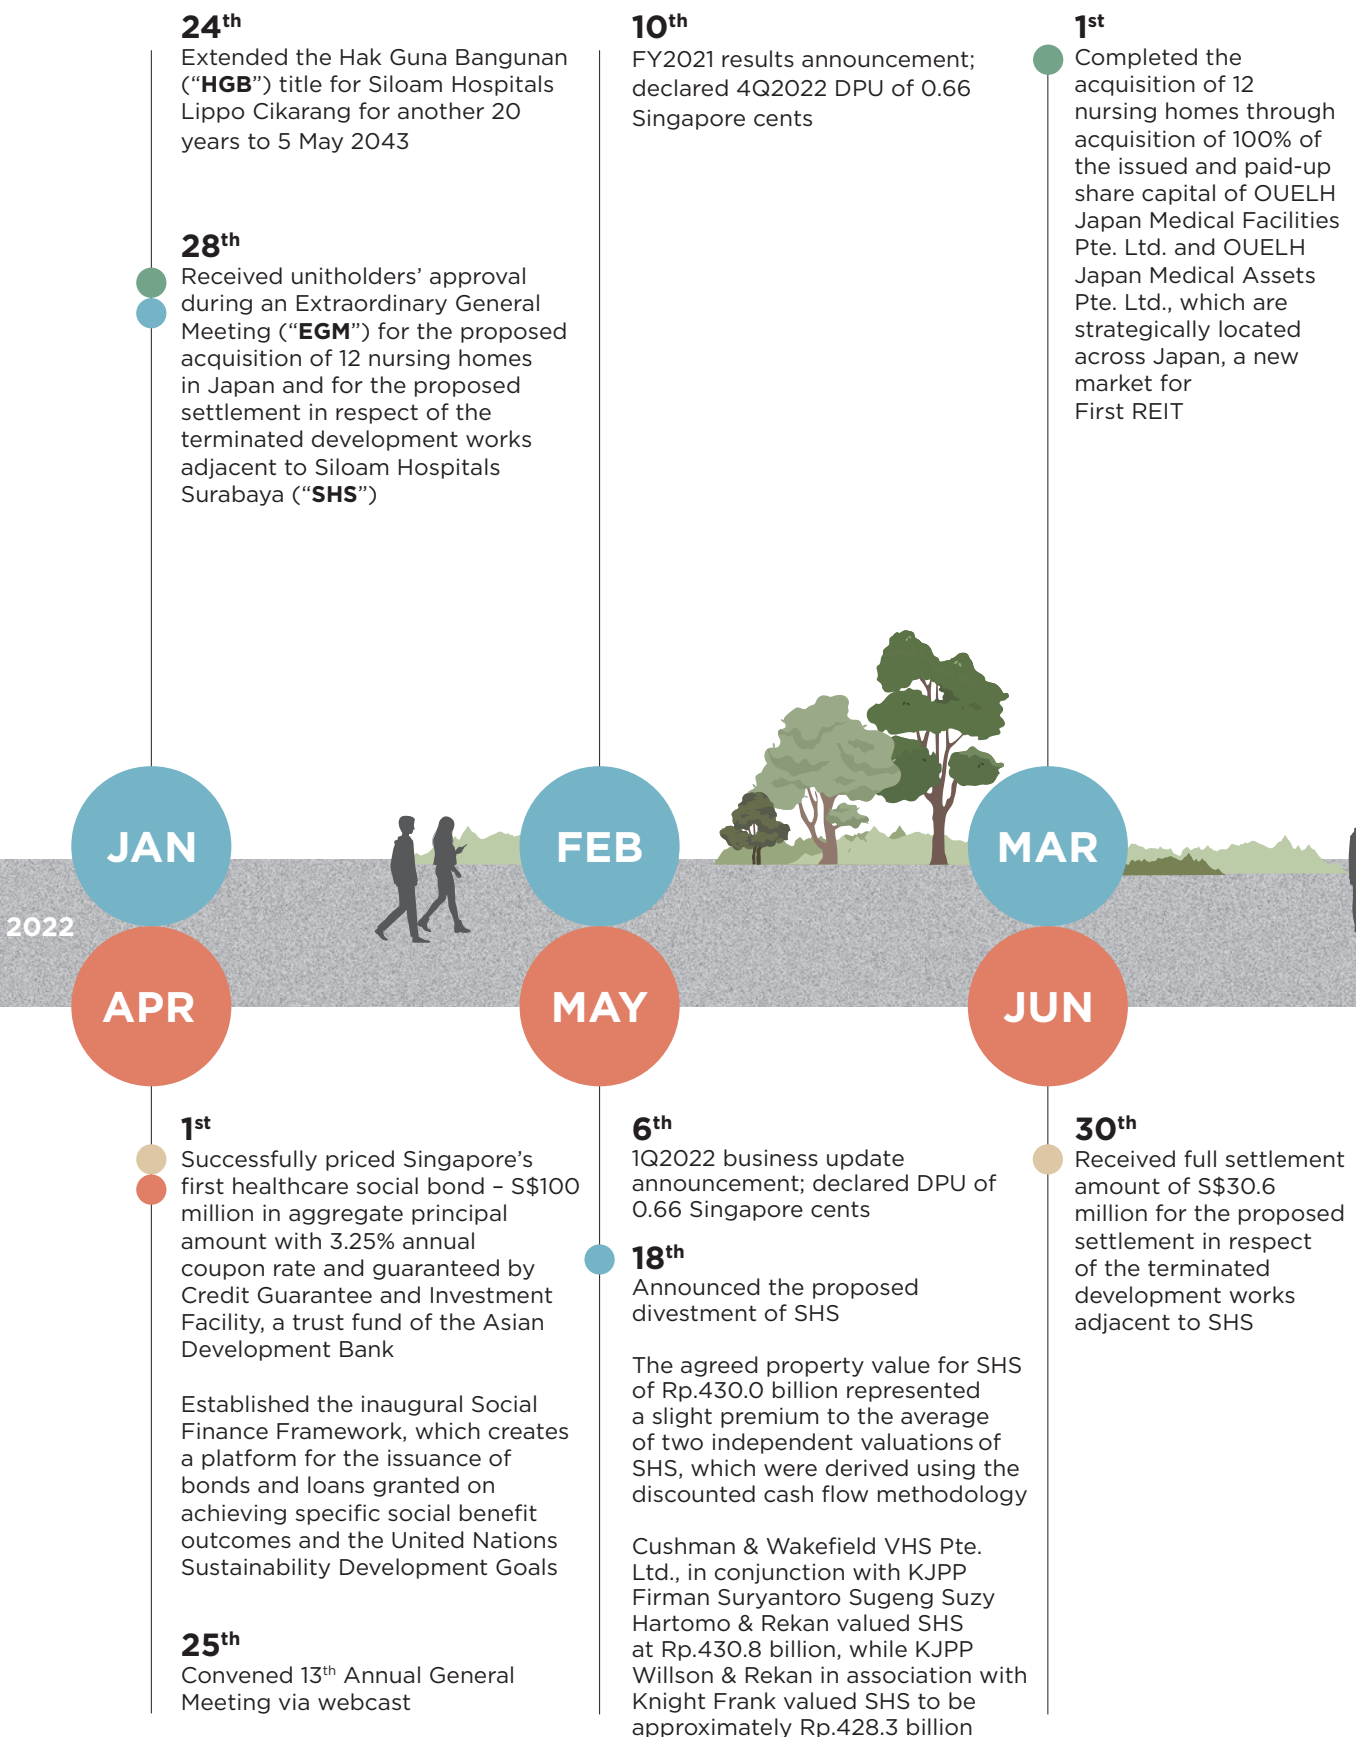 24th
Extended the Hak Guna Bangunan
(“HGB”) title for Siloam Hospitals
Lippo Cikarang for another 20
years to 5 May 2043
28th
Received unitholders’ approval
during an Extraordinary General
Meeting (“EGM”) for the proposed
acquisition of 12 nursing homes
in Japan and for the proposed
settlement in respect of the
terminated development works
adjacent to Siloam Hospitals
Surabaya (“SHS”)
10th
FY2021 results announcement;
declared 4Q2022 DPU of 0.66
Singapore cents
1st
Completed the
acquisition of 12
nursing homes through
acquisition of 100% of
the issued and paid-up
share capital of OUELH
Japan Medical Facilities
Pte. Ltd. and OUELH
Japan Medical Assets
Pte. Ltd., which are
strategically located
across Japan, a new
market for
First REIT
JAN
FEB
MAR
2022
APR
MAY
JUN
1st
Successfully priced Singapore’s
first healthcare social bond – S$100
million in aggregate principal
amount with 3.25% annual
coupon rate and guaranteed by
Credit Guarantee and Investment
Facility, a trust fund of the Asian
Development Bank
Established the inaugural Social
Finance Framework, which creates
a platform for the issuance of
bonds and loans granted on
achieving specific social benefit
outcomes and the United Nations
Sustainability Development Goals
25th
Convened 13th Annual General
Meeting via webcast
6th
1Q2022 business update
announcement; declared DPU of
0.66 Singapore cents
18th
Announced the proposed
divestment of SHS
The agreed property value for SHS
of Rp.430.0 billion represented
a slight premium to the average
of two independent valuations of
SHS, which were derived using the
discounted cash flow methodology
Cushman & Wakefield VHS Pte.
Ltd., in conjunction with KJPP
Firman Suryantoro Sugeng Suzy
Hartomo & Rekan valued SHS
at Rp.430.8 billion, while KJPP
Willson & Rekan in association with
Knight Frank valued SHS to be
approximately Rp.428.3 billion
30th
Received full settlement
amount of S$30.6
million for the proposed
settlement in respect
of the terminated
development works
adjacent to SHS